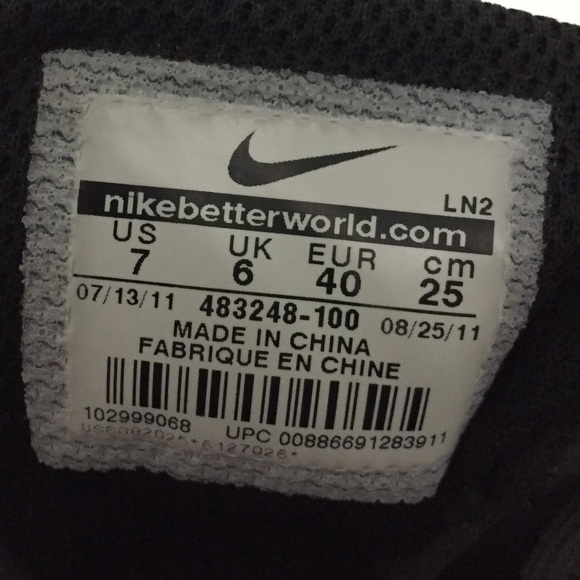 LN2
nikebetterworld.com
US UK EUR cm
7 6 40 25
07/13/11 483248-100 08/25/11
MADE IN CHINA
FABRIQUE EN CHINE
102999068 UPC 00886691283911